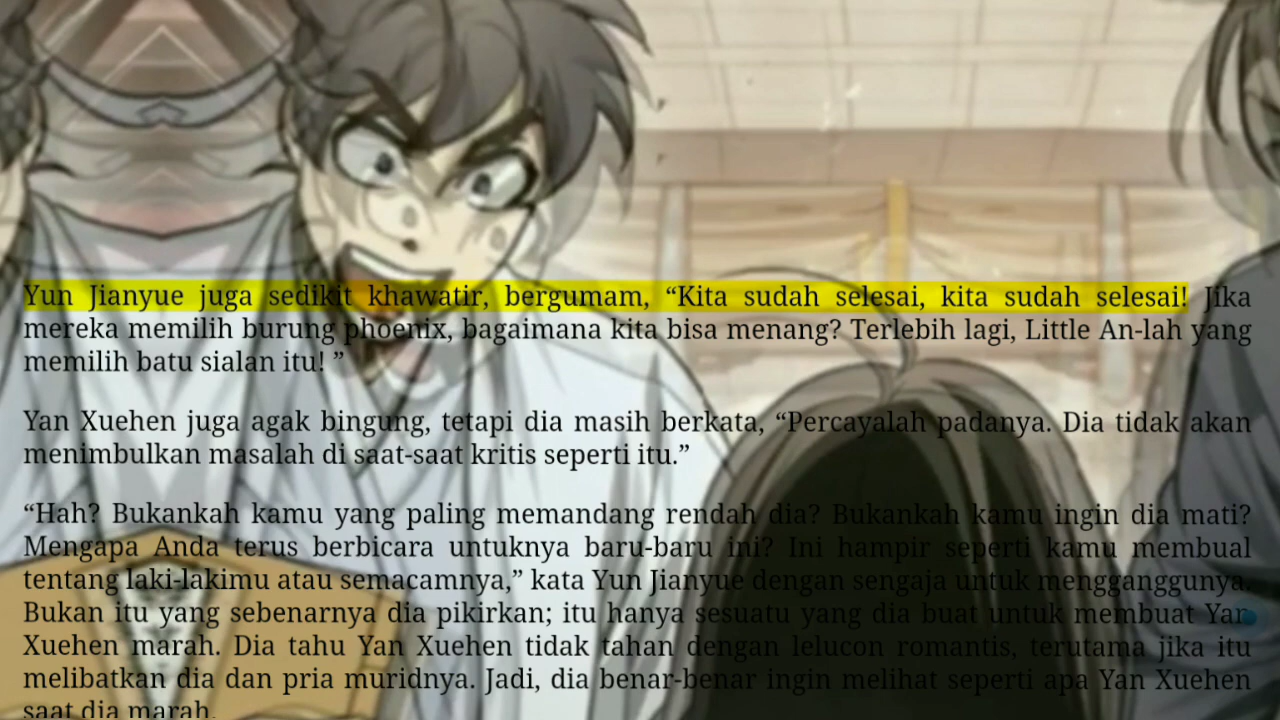 Yun Jianyue juga sedikit khawatir, bergumam, “Kita sudah selesai, kita sudah selesai! Jika
mereka memilih burung phoenix, bagaimana kita bisa menang? Terlebih lagi, Little An-lah yang
memilih batu sialan itu! ”
Yan Xuehen juga agak bingung, tetapi dia masih berkata, “Percayalah padanya. Dia tidak akan
menimbulkan masalah di saat-saat kritis seperti itu.”
“Hah? Bukankah kamu yang paling memandang rendah dia? Bukankah kamu ingin dia mati?
Mengapa Anda terus berbicara untuknya baru-baru ini? Ini hampir seperti kamu membual
tentang laki-lakimu atau semacamnya,” kata Yun Jianyue dengan sengaja untuk mengganggunya.
Bukan itu yang sebenarnya dia pikirkan; itu hanya sesuatu yang dia buat untuk membuat Yan
Xuehen marah. Dia tahu Yan Xuehen tidak tahan dengan lelucon romantis, terutama jika itu
melibatkan dia dan pria muridnya. Jadi, dia benar-benar ingin melihat seperti apa Yan Xuehen
saat dia marah.